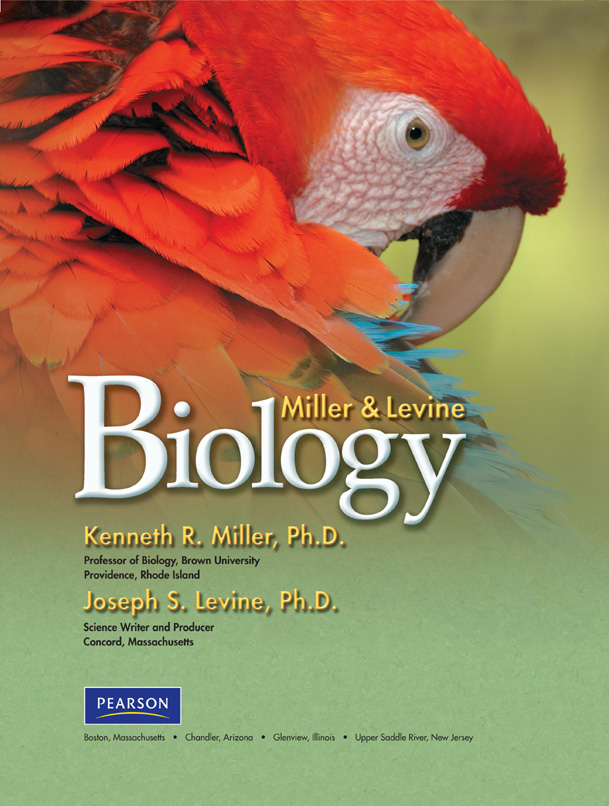 Miller & Levine
Biology
Kenneth R. Miller, Ph.D.
Professor of Biology, Brown University
Providence, Rhode Island
Joseph S. Levine, Ph.D.
Science Writer and Producer
Concord, Massachusetts
PEARSON
Boston, Massachusetts • Chandler, Arizona • Glenview, Illinois • Upper Saddle River, New Jersey